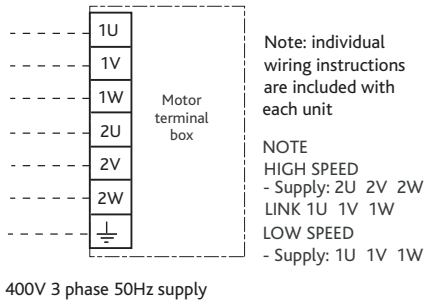 1U
1V
1W
2U
2V
2W
Motor
terminal
box
Note: individual
wiring instructions
are included with
each unit
NOTE
HIGH SPEED
- Supply: 2U 2V 2W
LINK 1U 1V 1W
LOW SPEED
- Supply: 1U 1V 1W
400V 3 phase 50Hz supply